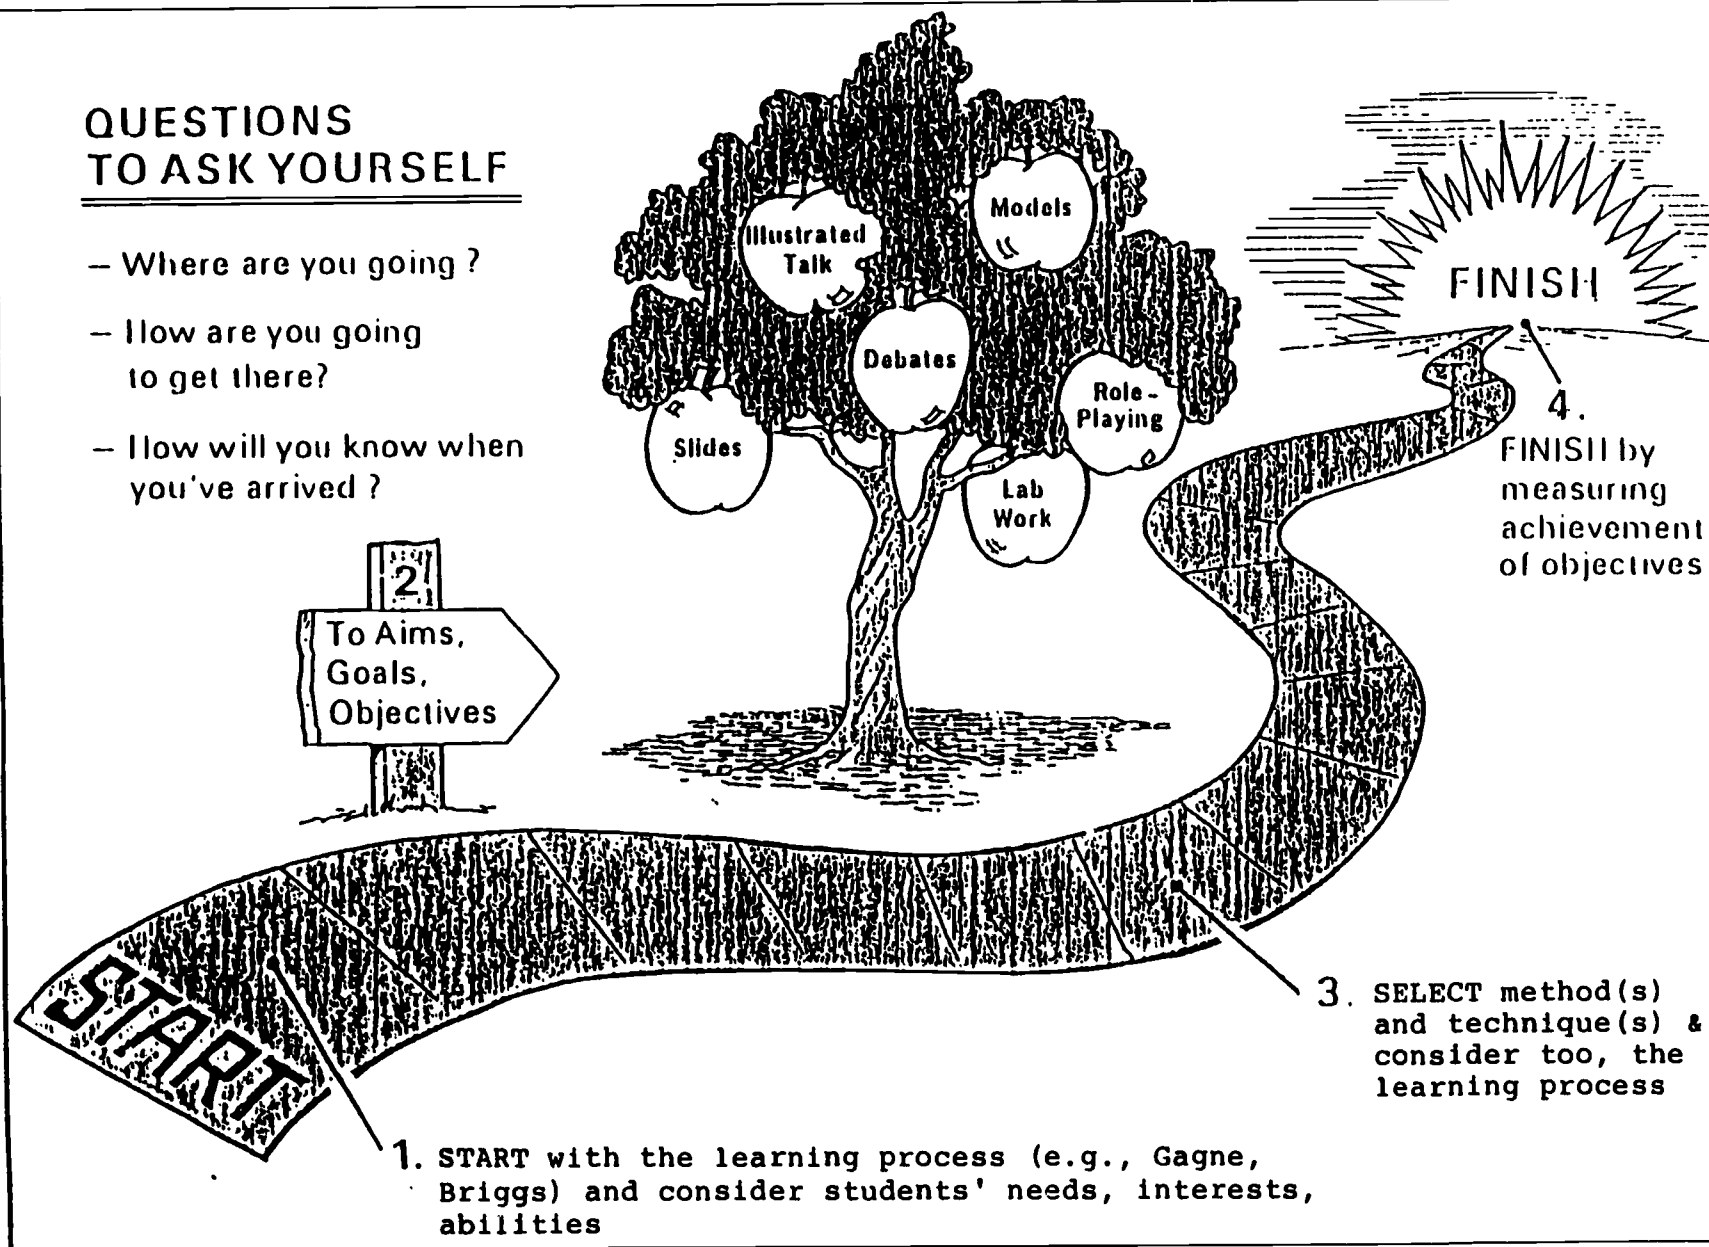 QUESTIONS
TO ASK YOURSELF
– Where are you going ?
– How are you going
to get there?
– How will you know when
you've arrived ?
2
To Aims,
Goals,
Objectives
Illustrated
Talk
Models
Debates
Slides
Role-
Playing
Lab
Work
FINISH
4.
FINISH by
measuring
achievement
of objectives
START
3. SELECT method(s)
and technique(s) &
consider too, the
learning process
1. START with the learning process (e.g., Gagne,
Briggs) and consider students' needs, interests,
abilities